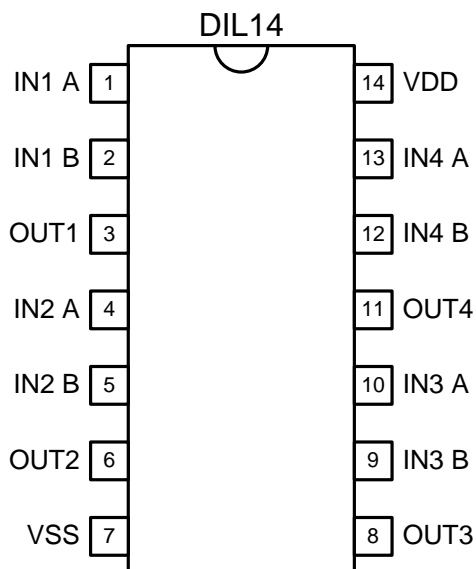 DIL14
IN1 A 1 14 VDD
IN1 B 2 13 IN4 A
OUT1 3 12 IN4 B
IN2 A 4 11 OUT4
IN2 B 5 10 IN3 A
OUT2 6 9 IN3 B
VSS 7 8 OUT3